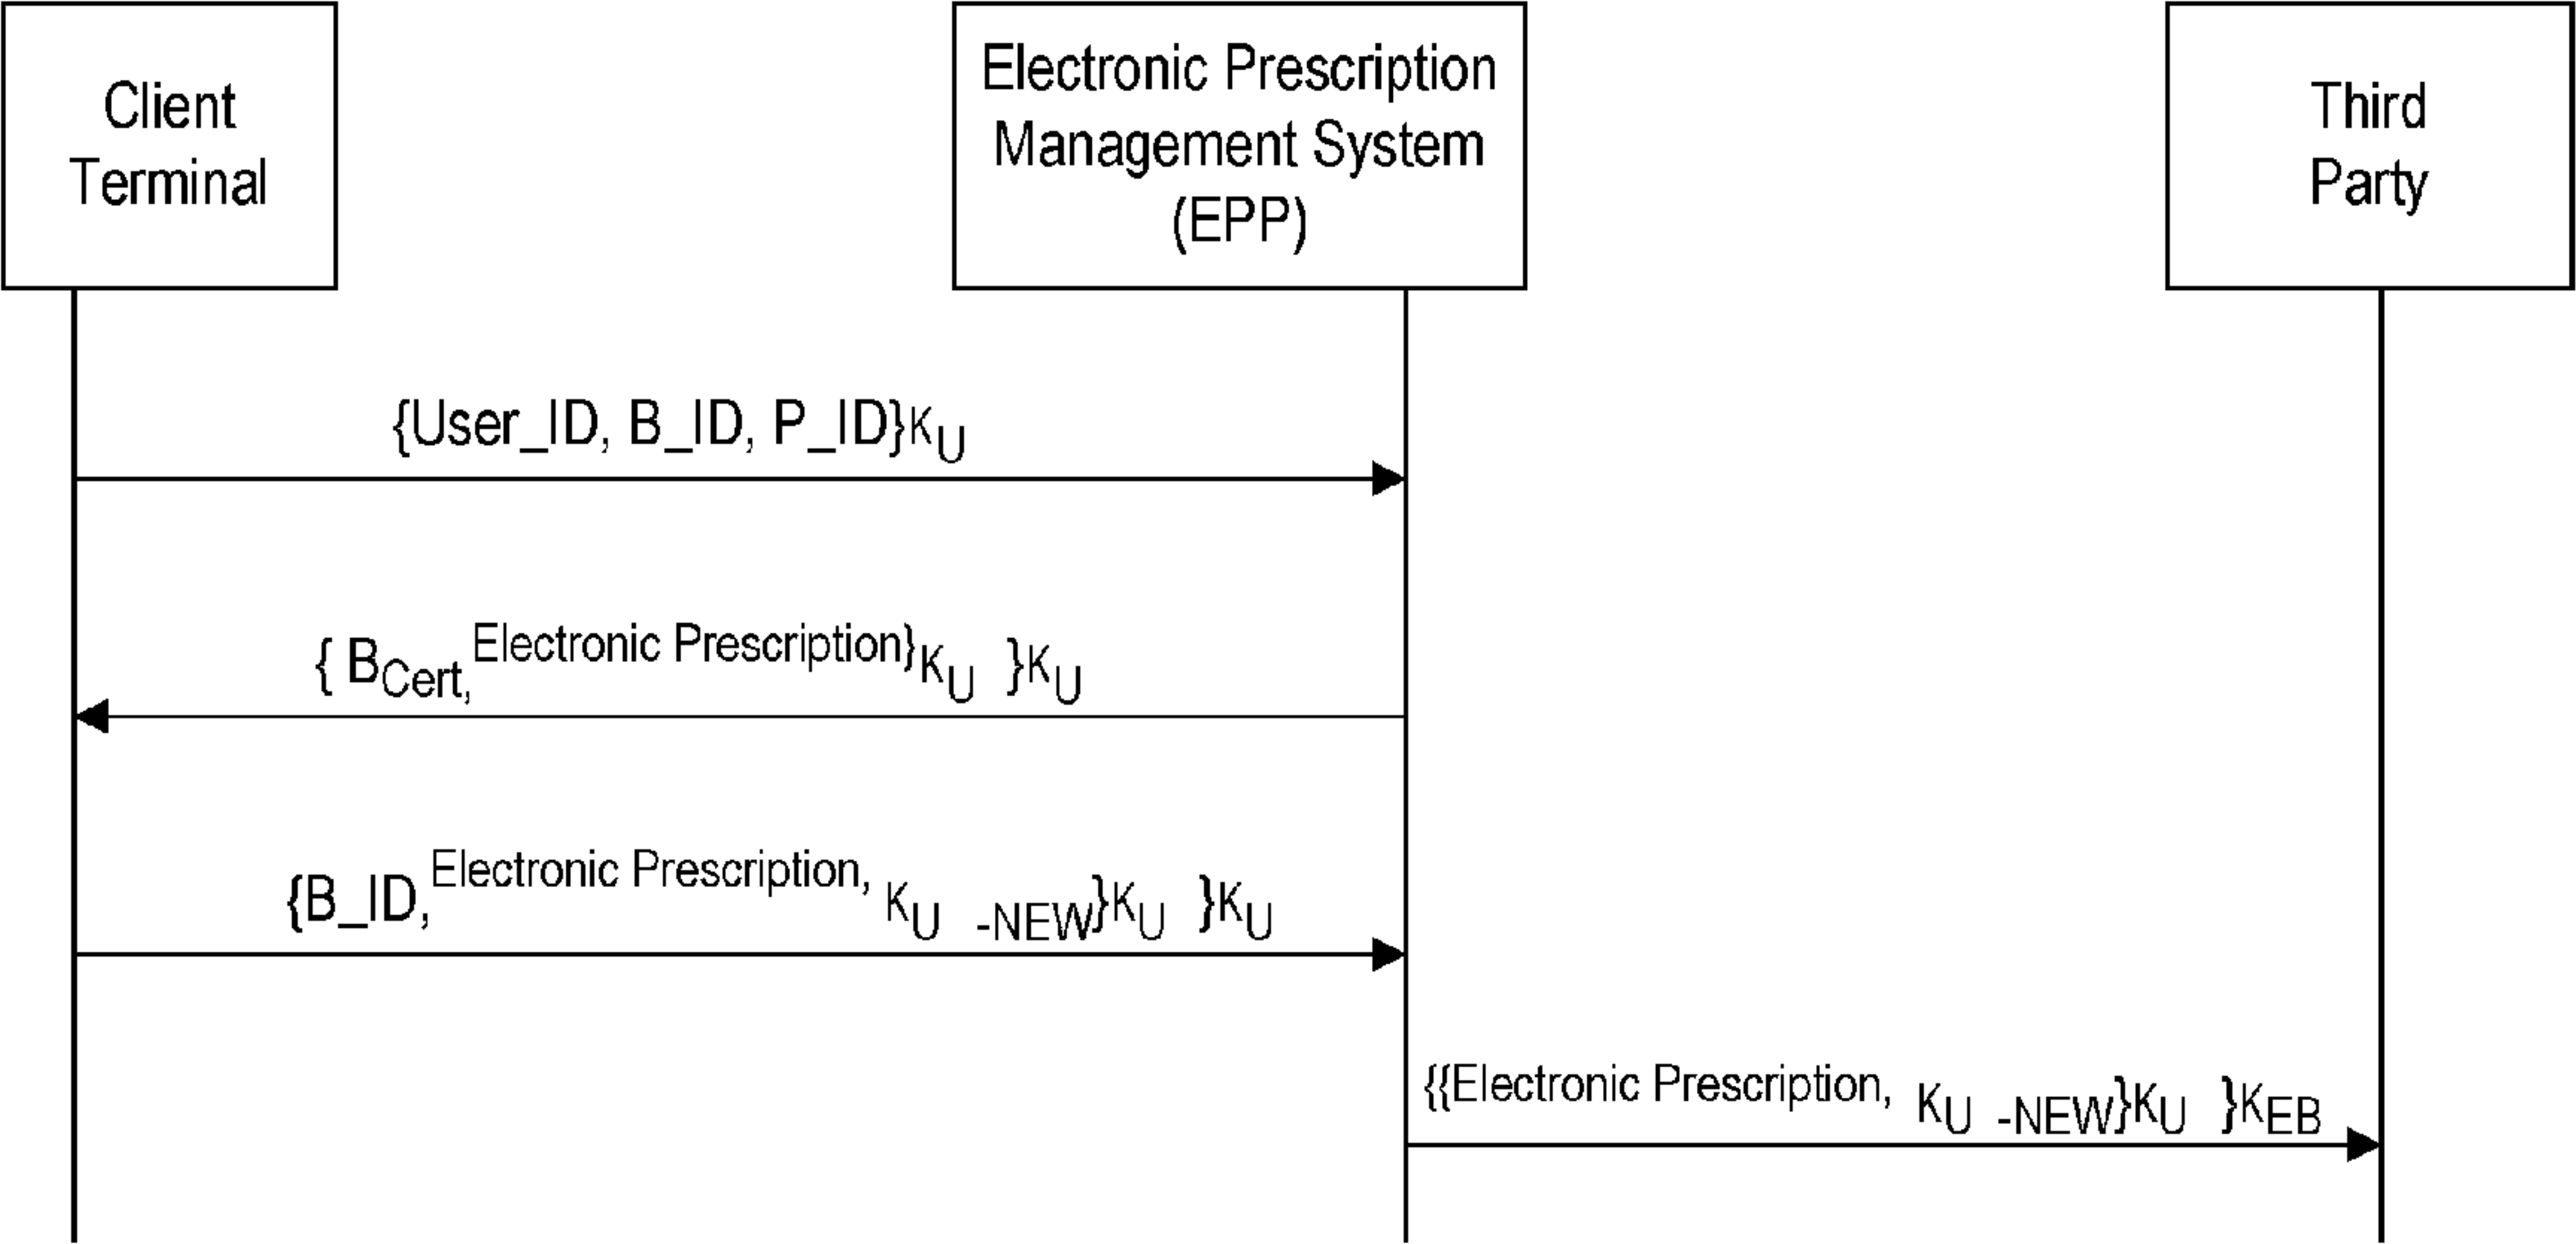 Client
Terminal
Electronic Prescription
Management System
(EPP)
Third
Party
{User_ID, B_ID, P_ID}KU
{ BCert, Electronic Prescription}KU }KU
{B_ID, Electronic Prescription, KU -NEW}KU }KU
{{Electronic Prescription, KU -NEW}KU }KEB